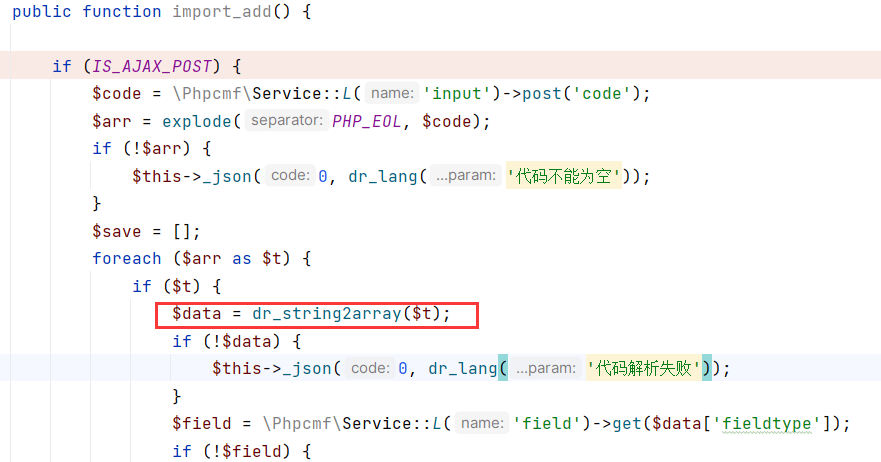 public function import_add() {
if (IS_AJAX_POST) {
$code = \Phpcmf\Service::L( name: 'input')->post('code');
$arr = explode( separator: PHP_EOL, $code);
if (!$arr) {
$this->_json( code: 0, dr_lang( ...param: '代码不能为空'));
}
$save = [];
foreach ($arr as $t) {
if ($t) {
$data = dr_string2array($t);
if (!$data) {
$this->_json( code: 0, dr_lang( ...param: '代码解析失败'));
}
$field = \Phpcmf\Service::L( name: 'field')->get($data['fieldtype']);
if (!$field) {